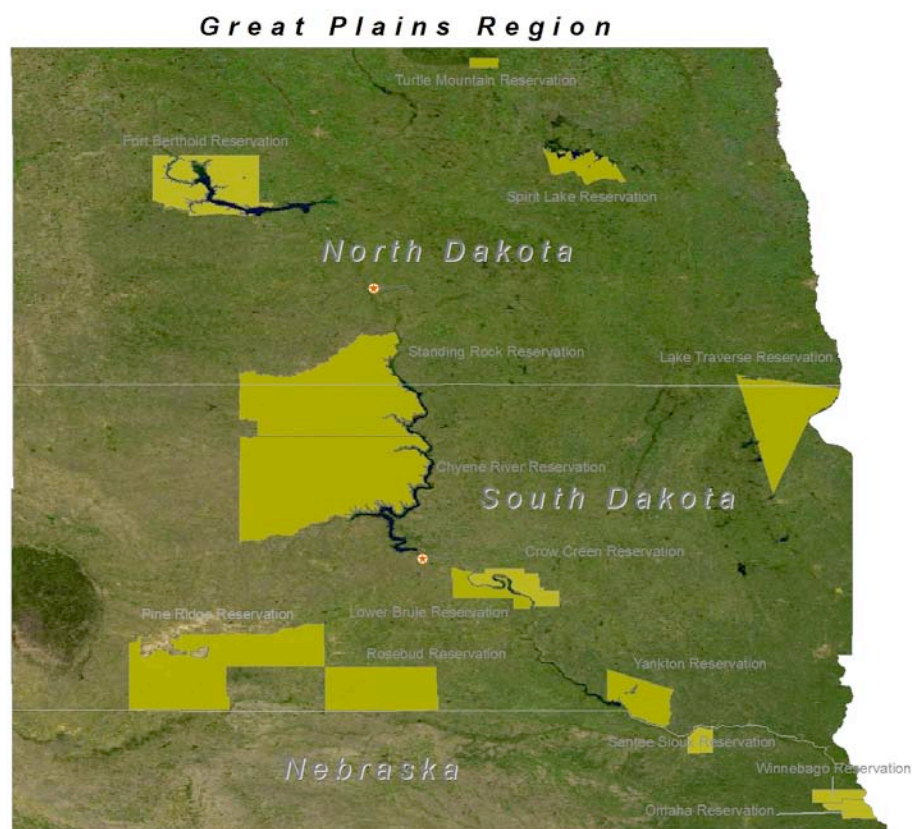 Great Plains Region
Turtle Mountain Reservation
Fort Berthold Reservation
Spirit Lake Reservation
North Dakota
Standing Rock Reservation
Lake Traverse Reservation
Chyene River Reservation
South Dakota
Crow Creen Reservation
Pine Ridge Reservation
Lower Brule Reservation
Rosebud Reservation
Yankton Reservation
Santee Sioux Reservation
Nebraska
Winnebago Reservation
Omaha Reservation